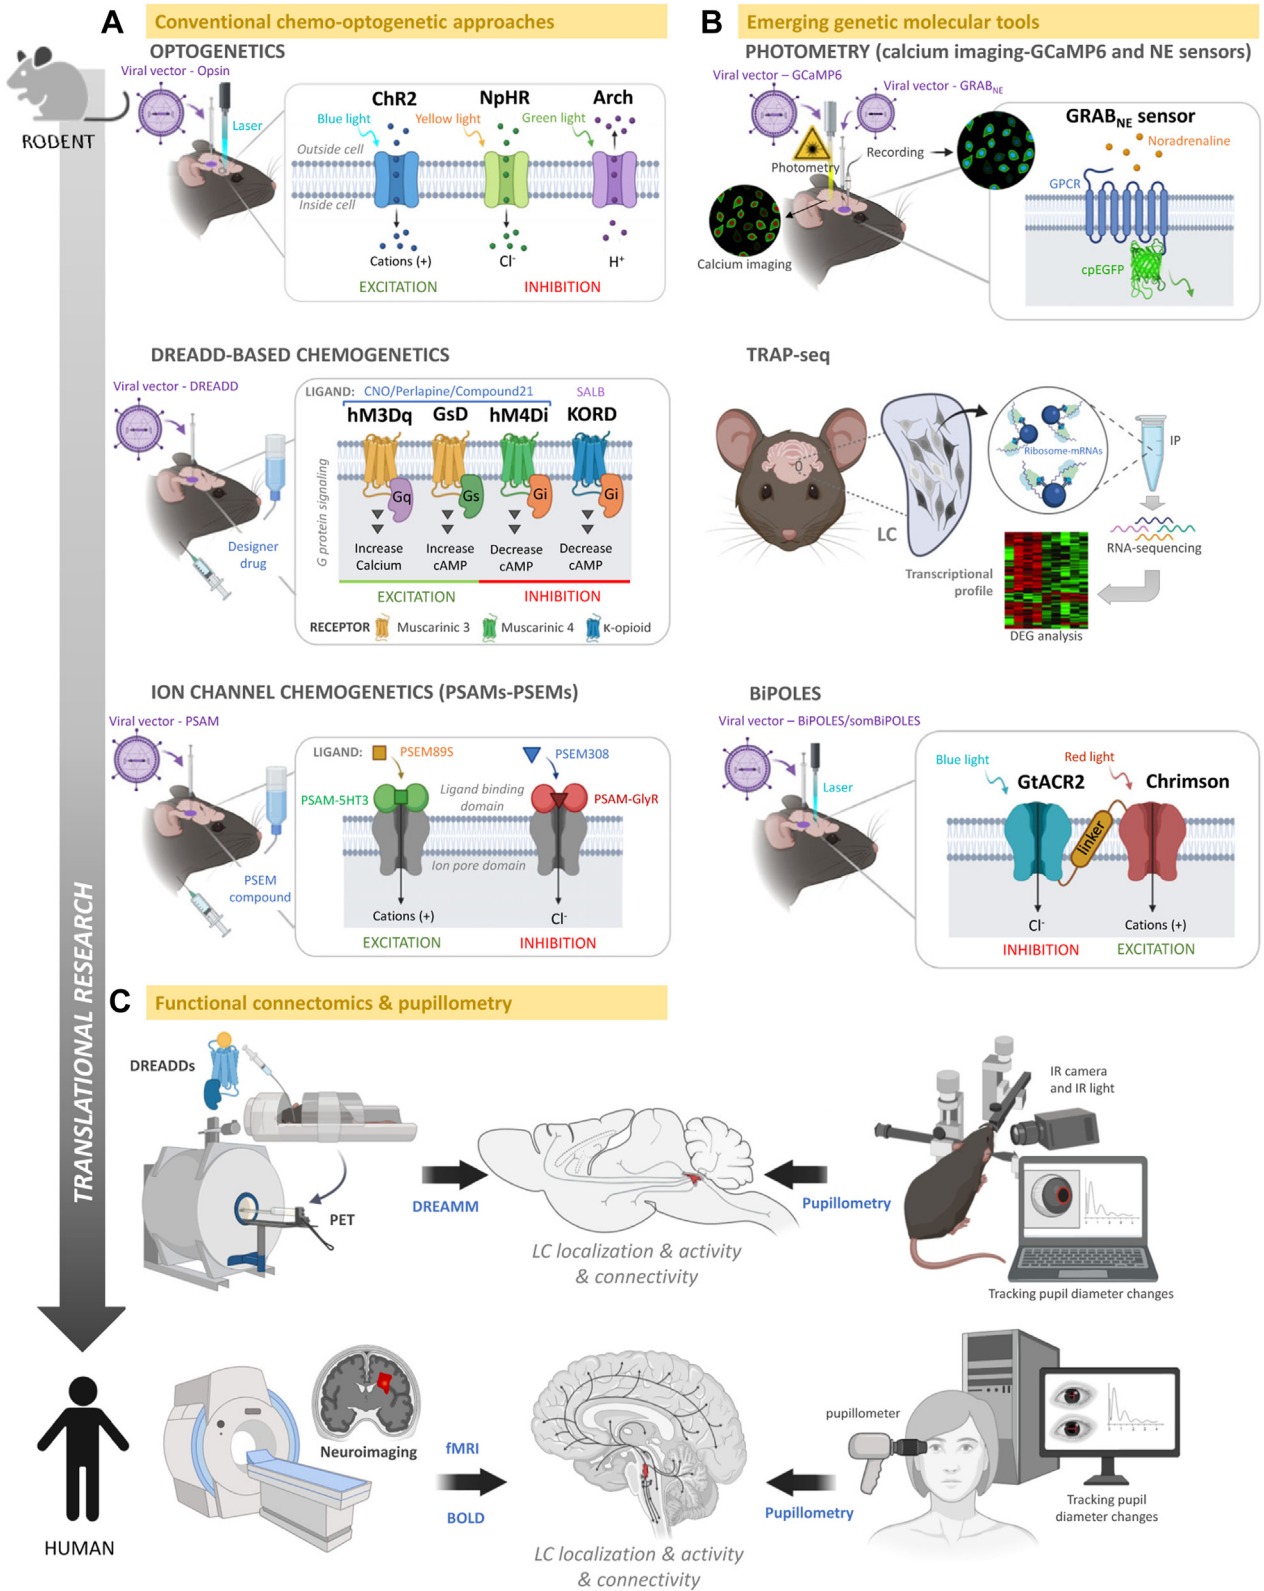 A
Conventional chemo-optogenetic approaches
OPTOGENETICS
RODENT
Viral vector - Opsin
Laser
ChR2
NpHR
Arch
Blue light
Yellow light
Green light
Outside cell
Inside cell
Cations (+)
Cl-
H+
EXCITATION
INHIBITION
DREADD-BASED CHEMOGENETICS
Viral vector - DREADD
Designer
drug
LIGAND:
CNO/Perlapine/Compound21
SALB
hM3Dq
GsD
hM4Di
KORD
G protein signaling
Gq
Gs
Gi
Gi
Increase
Calcium
Increase
cAMP
Decrease
cAMP
Decrease
cAMP
EXCITATION
INHIBITION
RECEPTOR
Muscarinic 3
Muscarinic 4
κ-opioid
ION CHANNEL CHEMOGENETICS (PSAMs-PSEMs)
Viral vector - PSAM
PSEM
compound
LIGAND:
PSEM89S
PSEM308
PSAM-5HT3
Ligand binding
domain
PSAM-GlyR
Ion pore domain
Cations (+)
Cl-
EXCITATION
INHIBITION
B
Emerging genetic molecular tools
PHOTOMETRY (calcium imaging-GCaMP6 and NE sensors)
Viral vector – GCaMP6
Viral vector - GRABNE
Photometry
Recording
Calcium imaging
GRABNE sensor
Noradrenaline
GPCR
cpEGFP
TRAP-seq
LC
Ribosome-mRNAs
IP
RNA-sequencing
Transcriptional
profile
DEG analysis
BiPOLES
Viral vector – BiPOLES/somBiPOLES
Laser
Blue light
Red light
GtACR2
Chrimson
linker
Cl-
Cations (+)
INHIBITION
EXCITATION
TRANSLATIONAL RESEARCH
C
Functional connectomics & pupillometry
DREADDs
PET
DREAMM
LC localization & activity
& connectivity
Pupillometry
IR camera
and IR light
Tracking pupil diameter changes
HUMAN
Neuroimaging
fMRI
BOLD
LC localization & activity
& connectivity
pupillometer
Pupillometry
Tracking pupil
diameter changes